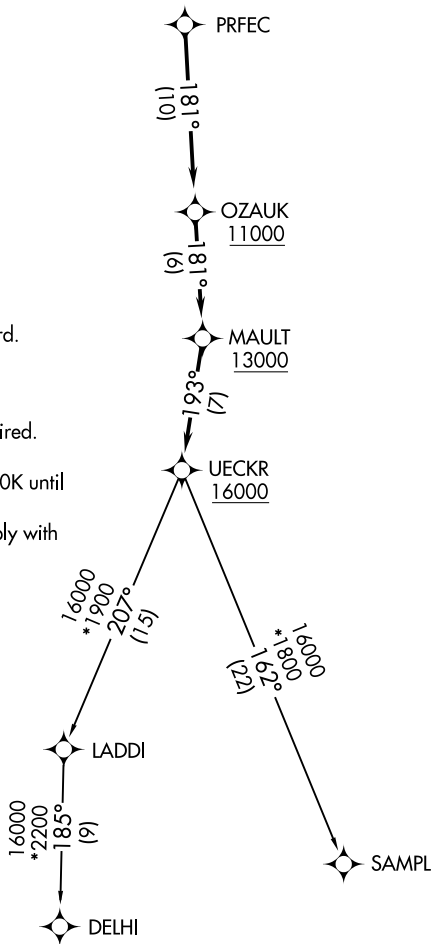 PRFEC
181°
(10)
OZAUK
11000
181°
(6)
rd.
MAULT
13000
193°
(7)
ired.
UECKR
16000
0K until
ply with
16000
*1900
207°
(15)
16000
*1800
162°
(22)
LADDI
16000
*2200
185°
(9)
SAMPL
DELHI